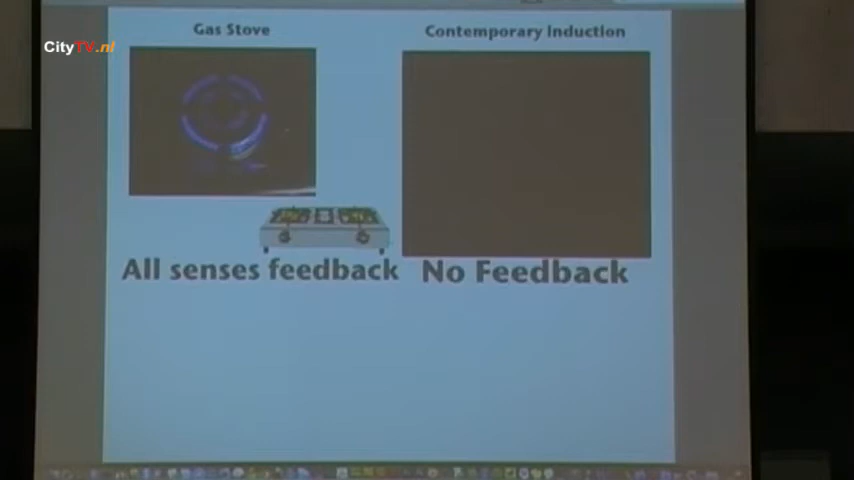 CityTV.nl
Gas Stove
Contemporary Induction
All senses feedback
No Feedback